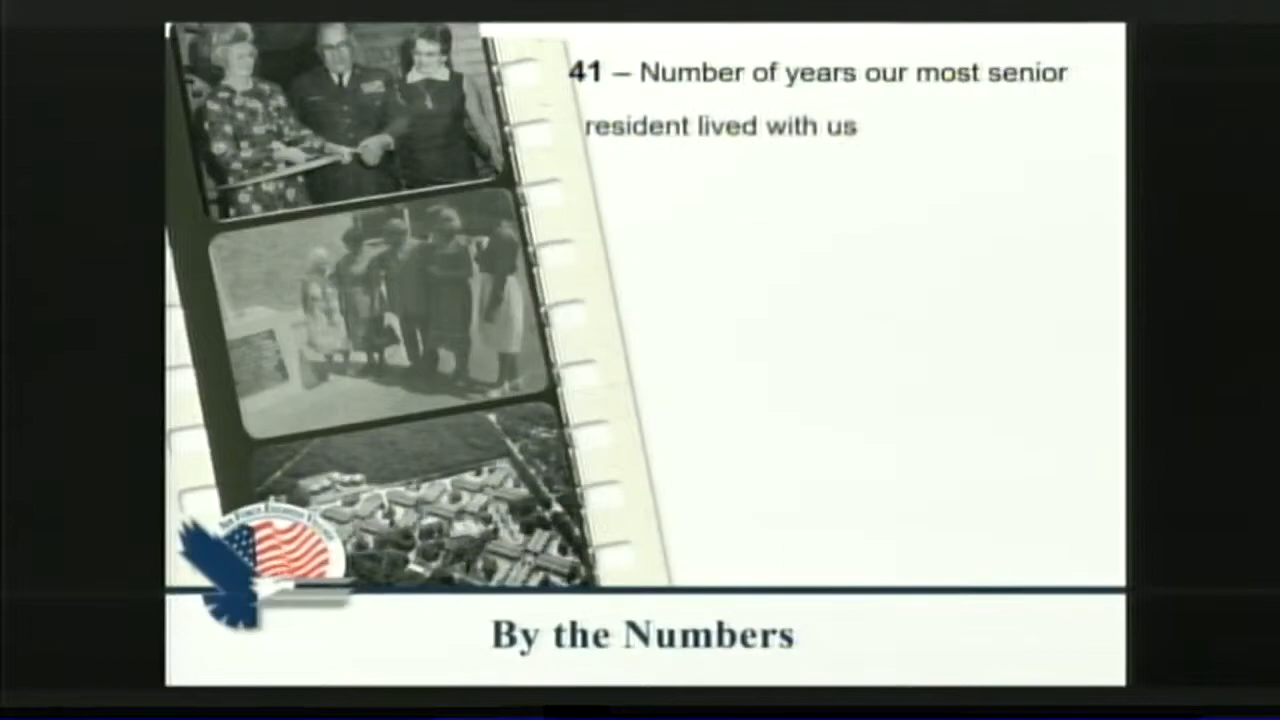 41 – Number of years our most senior
resident lived with us
By the Numbers